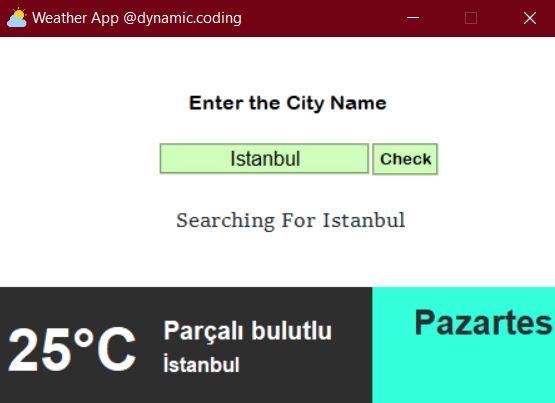 Weather App @dynamic.coding
Enter the City Name
Istanbul Check
Searching For Istanbul
25°C
Parçalı bulutlu
İstanbul
Pazartes